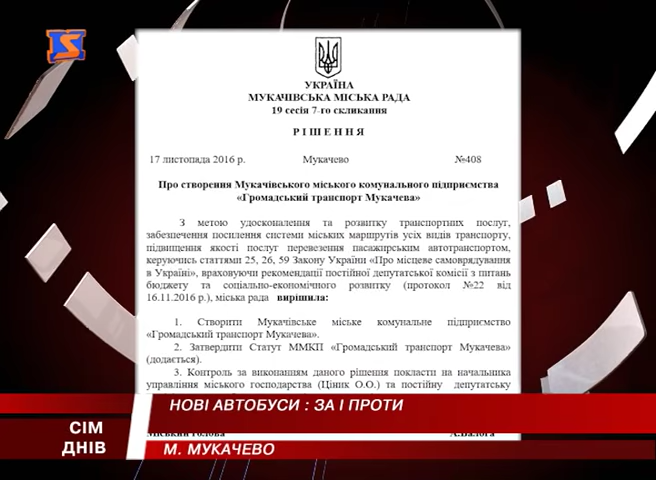 УКРАЇНА
МУКАЧІВСЬКА МІСЬКА РАДА
19 сесія 7-го скликання
Р І Ш Е Н Н Я
17 листопада 2016 р. Мукачево №408
Про створення Мукачівського міського комунального підприємства
«Громадський транспорт Мукачева»
З метою удосконалення та розвитку транспортних послуг,
забезпечення посилення системи міських маршрутів усіх видів транспорту,
підвищення якості послуг перевезення пасажирським автотранспортом,
керуючись статтями 25, 26, 59 Закону України «Про місцеве самоврядування
в Україні», враховуючи рекомендації постійної депутатської комісії з питань
бюджету та соціально-економічного розвитку (протокол №22 від
16.11.2016 р.), міська рада вирішила:
1. Створити Мукачівське міське комунальне підприємство
«Громадський транспорт Мукачева».
2. Затвердити Статут ММКП «Громадський транспорт Мукачева»
(додається).
3. Контроль за виконанням даного рішення покласти на начальника
управління міського господарства (Ціник О.О.) та постійну депутатську
НОВІ АВТОБУСИ : ЗА І ПРОТИ
СІМ
ДНІВ
Міський голова А.Балога
М. МУКАЧЕВО